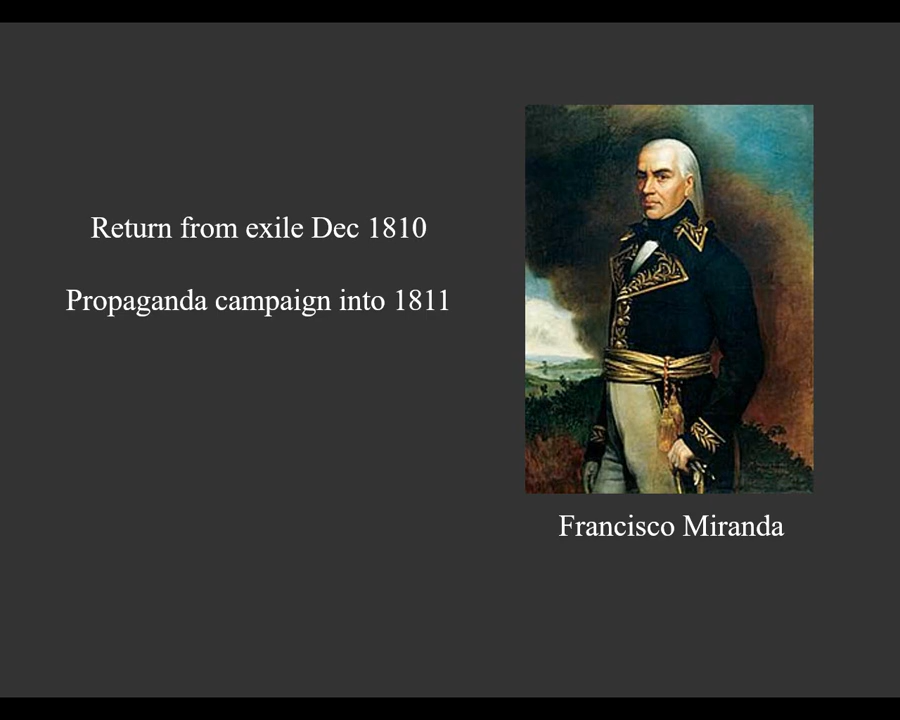 Return from exile Dec 1810
Propaganda campaign into 1811
Francisco Miranda